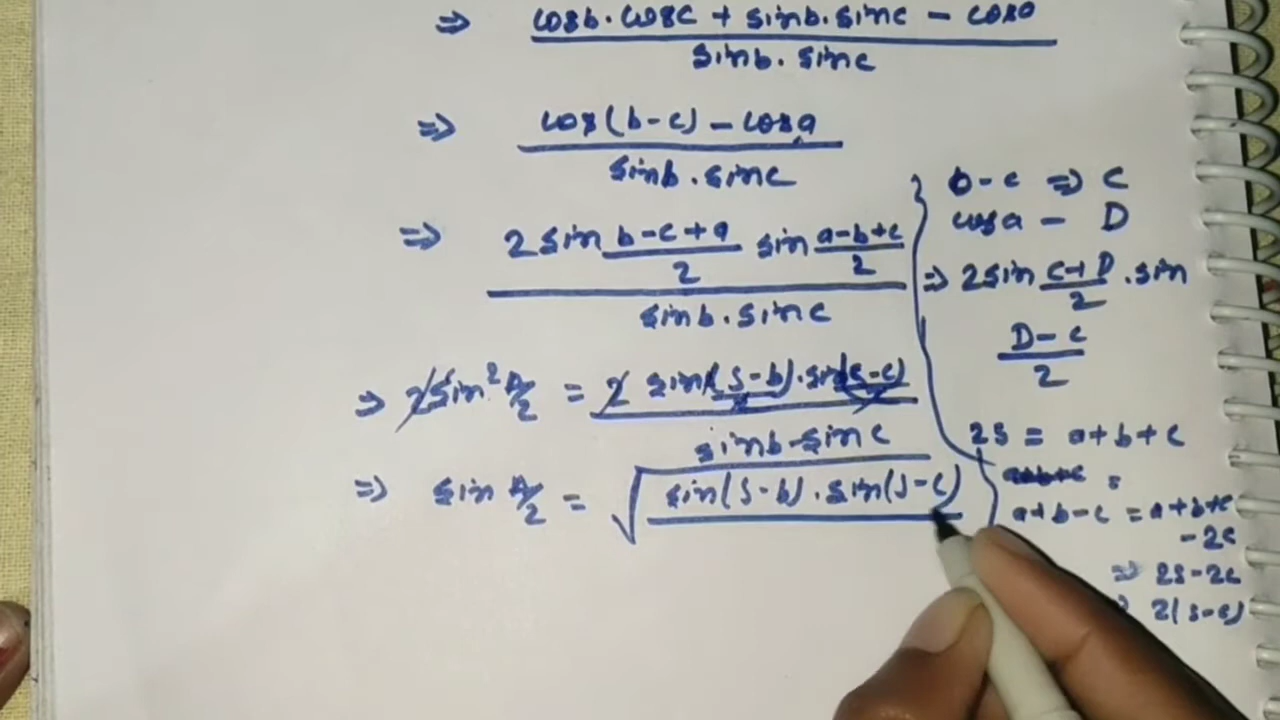 ⇒ cosb.cosc + sinb.sinc - cosa
sinb. sinc
⇒ cos(b-c) - cosa
sinb.sinc
⇒ 2sin b-c+a/2 sin a-b+c/2
sinb.sinc
⇒ 2sin² A/2 = 2 sin(s-b).sin(s-c)
sinb-sinc
⇒ sin A/2 = √ sin(s-b).sin(s-c)
b-c ⇒ C
cosa - D
⇒ 2sin C+D/2 .sin
D-C
2
2s = a+b+c
=
a+b-c = a+b+c
-2c
⇒ 2s-2c
2(s-c)